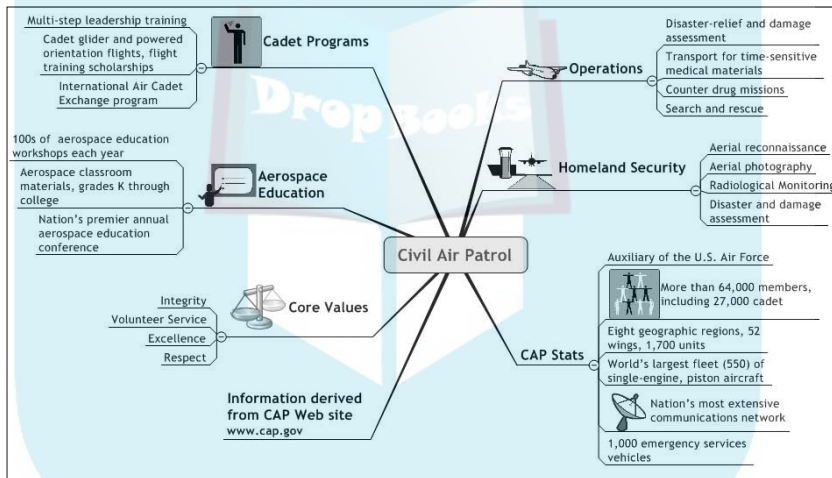 Multi-step leadership training
Cadet glider and powered
orientation flights, flight
training scholarships
International Air Cadet
Exchange program
Cadet Programs
100s of aerospace education
workshops each year
Aerospace classroom
materials, grades K through
college
Nation's premier annual
aerospace education
conference
Aerospace
Education
Integrity
Volunteer Service
Excellence
Respect
Core Values
Information derived
from CAP Web site
www.cap.gov
Civil Air Patrol
Operations
Disaster-relief and damage
assessment
Transport for time-sensitive
medical materials
Counter drug missions
Search and rescue
Homeland Security
Aerial reconnaissance
Aerial photography
Radiological Monitoring
Disaster and damage
assessment
CAP Stats
Auxiliary of the U.S. Air Force
More than 64,000 members,
including 27,000 cadet
Eight geographic regions, 52
wings, 1,700 units
World's largest fleet (550) of
single-engine, piston aircraft
Nation's most extensive
communications network
1,000 emergency services
vehicles
Drop Books